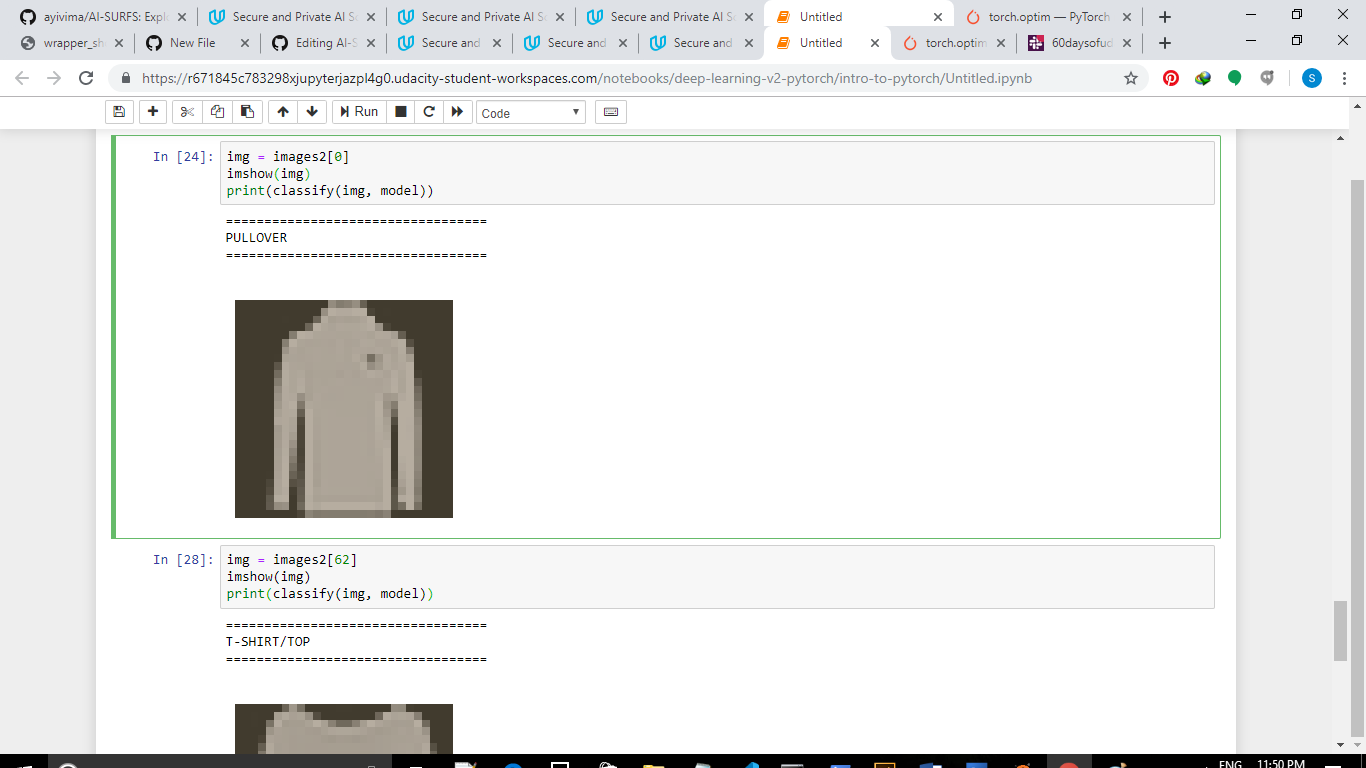 ayivima/AI-SURFS: Expl
Secure and Private AI S
Secure and Private AI S
Secure and Private AI S
Untitled
torch.optim — PyTorch
wrapper_sh
New File
Editing AI-S
Secure and
Secure and
Secure and
Untitled
torch.optim
60daysofud
https://r671845c783298xjupyterjazpl4g0.udacity-student-workspaces.com/notebooks/deep-learning-v2-pytorch/intro-to-pytorch/Untitled.ipynb
S
Run
Code
In [24]:
img = images2[0]
imshow(img)
print(classify(img, model))
==================================
PULLOVER
==================================
In [28]:
img = images2[62]
imshow(img)
print(classify(img, model))
==================================
T-SHIRT/TOP
==================================
ENG
11:50 PM